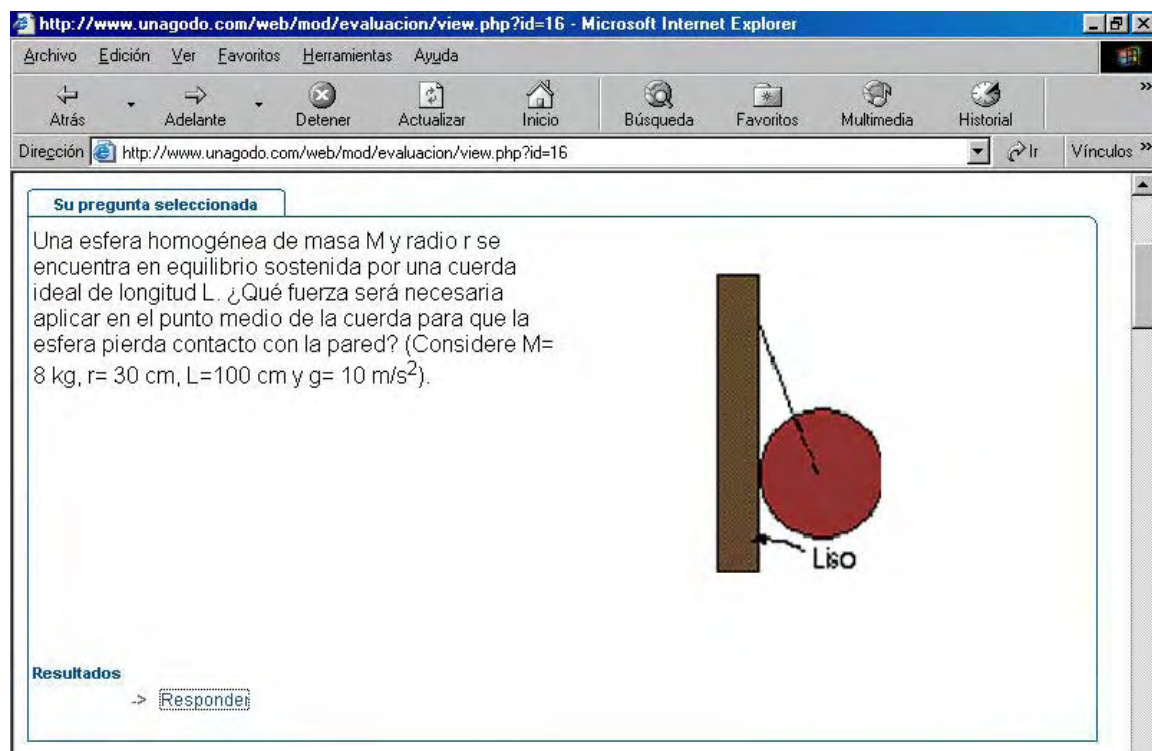 http://www.unagodo.com/web/mod/evaluacion/view.php?id=16 - Microsoft Internet Explorer
Archivo Edición Ver Favoritos Herramientas Ayuda
Atrás Adelante Detener Actualizar Inicio Búsqueda Favoritos Multimedia Historial »
Dirección http://www.unagodo.com/web/mod/evaluacion/view.php?id=16 Ir Vínculos »
Su pregunta seleccionada
Una esfera homogénea de masa M y radio r se
encuentra en equilibrio sostenida por una cuerda
ideal de longitud L. ¿Qué fuerza será necesaria
aplicar en el punto medio de la cuerda para que la
esfera pierda contacto con la pared? (Considere M=
8 kg, r= 30 cm, L=100 cm y g= 10 m/s²).
Liso
Resultados
-> Responder